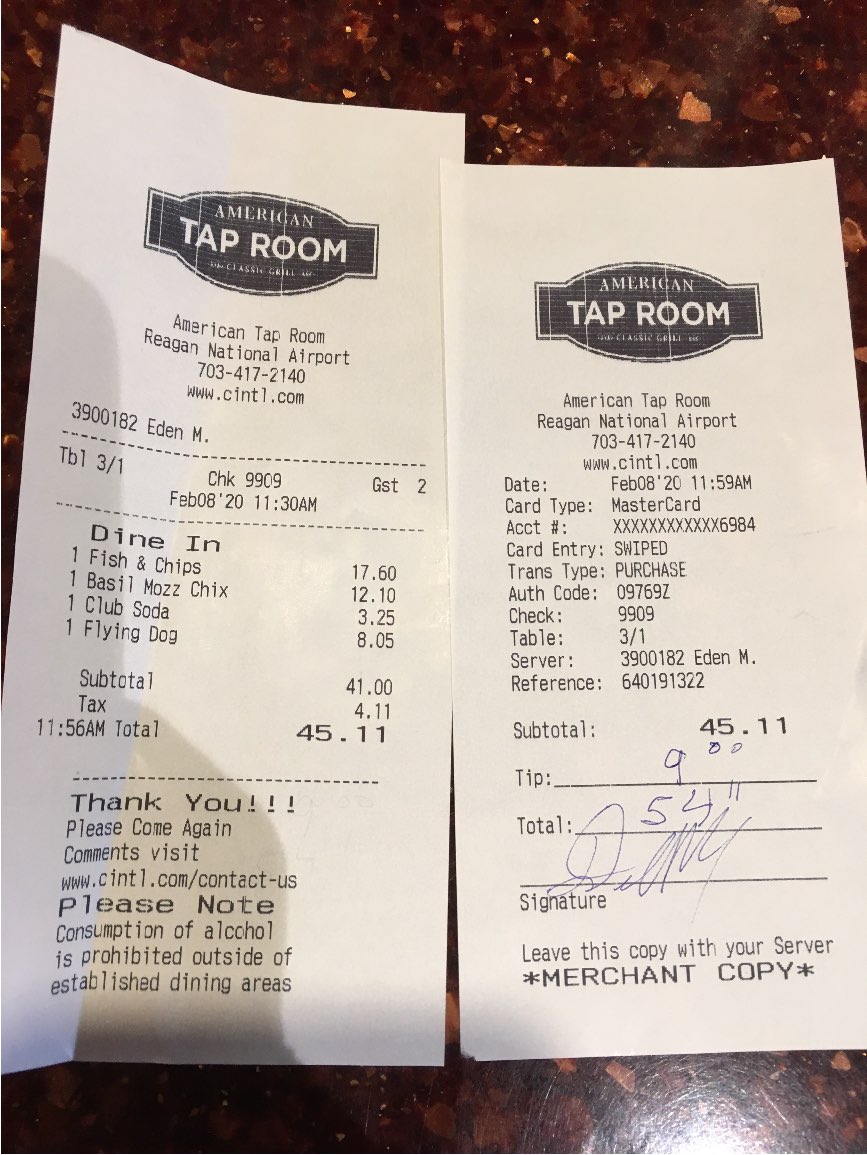 AMERICAN
TAP ROOM
CLASSIC GRILL
American Tap Room
Reagan National Airport
703-417-2140
www.cintl.com
3900182 Eden M.
Tbl 3/1 Chk 9909 Gst 2
Feb08'20 11:30AM
Dine In
1 Fish & Chips 17.60
1 Basil Mozz Chix 12.10
1 Club Soda 3.25
1 Flying Dog 8.05
Subtotal 41.00
Tax 4.11
11:56AM Total 45.11
Thank You!!!
Please Come Again
Comments visit
www.cintl.com/contact-us
Please Note
Consumption of alcohol
is prohibited outside of
established dining areas
AMERICAN
TAP ROOM
CLASSIC GRILL
American Tap Room
Reagan National Airport
703-417-2140
www.cintl.com
Date: Feb08'20 11:59AM
Card Type: MasterCard
Acct #: XXXXXXXXXXXX6984
Card Entry: SWIPED
Trans Type: PURCHASE
Auth Code: 09769Z
Check: 9909
Table: 3/1
Server: 3900182 Eden M.
Reference: 640191322
Subtotal: 45.11
Tip: 9 00
Total: 54 11
Signature
Leave this copy with your Server
*MERCHANT COPY*